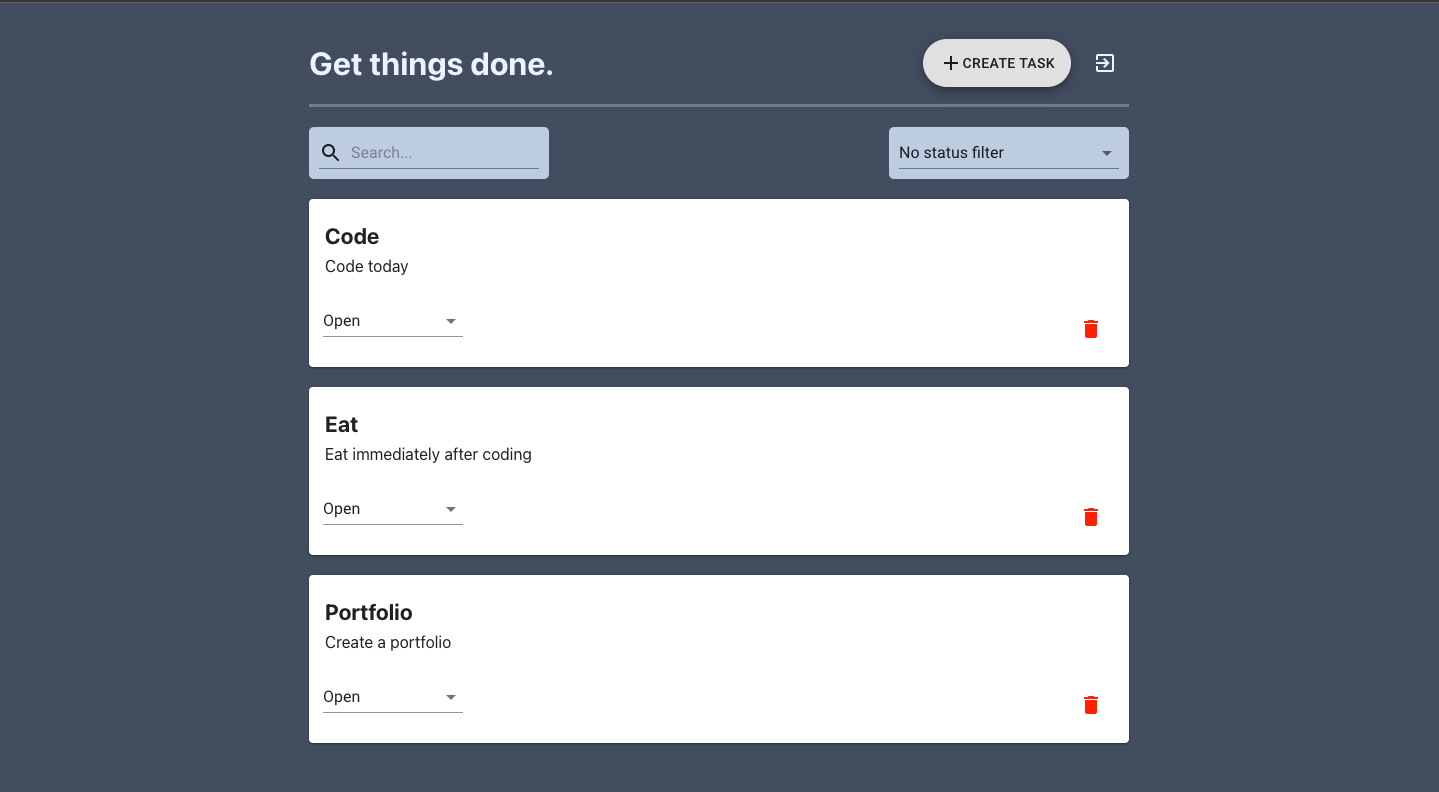 Get things done.
CREATE TASK
Search...
No status filter
Code
Code today
Open
Eat
Eat immediately after coding
Open
Portfolio
Create a portfolio
Open